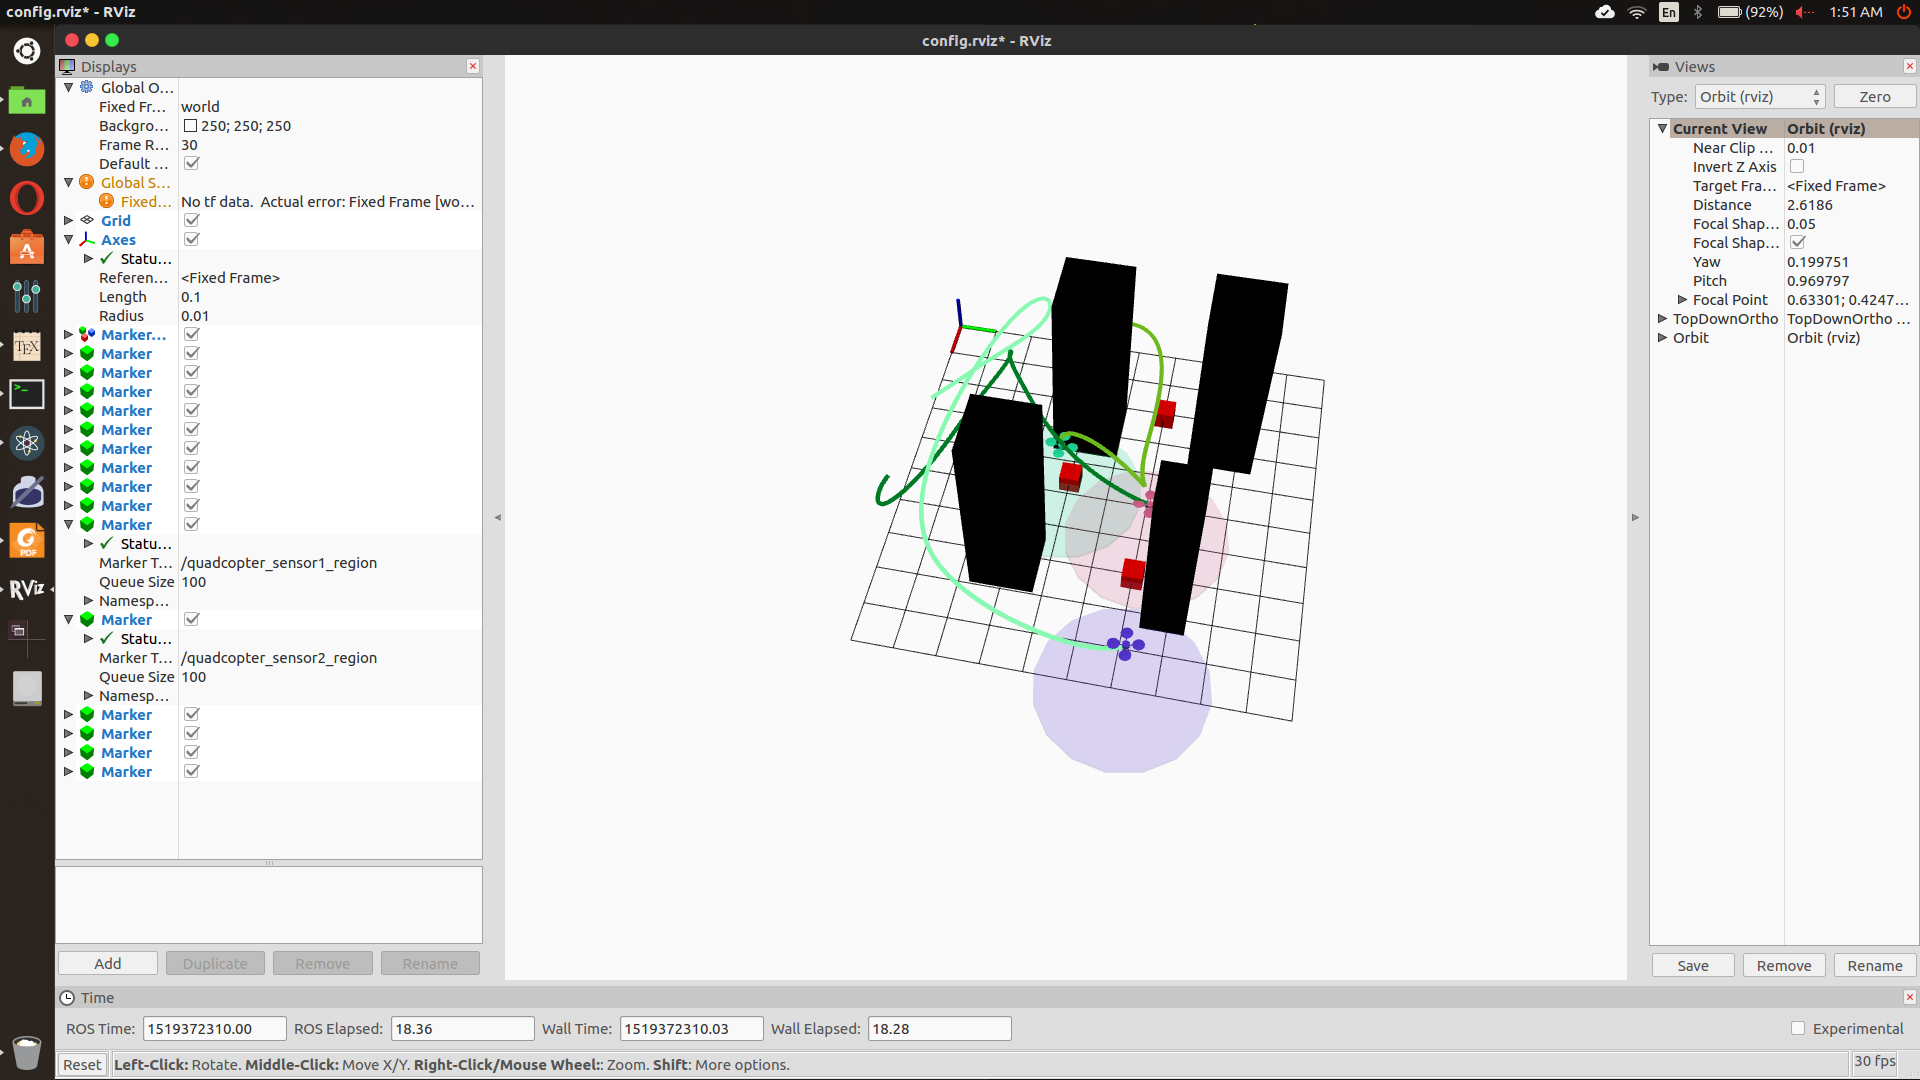 config.rviz* - RViz
En
(92%)
1:51 AM
config.rviz* - RViz
Displays
Global O...
Fixed Fr... world
Backgro... 250; 250; 250
Frame R... 30
Default ...
Global S...
Fixed... No tf data.  Actual error: Fixed Frame [wo...
Grid
Axes
Statu...
Referen... <Fixed Frame>
Length 0.1
Radius 0.01
Marker...
Marker
Marker
Marker
Marker
Marker
Marker
Marker
Marker
Marker
Marker
Statu...
Marker T... /quadcopter_sensor1_region
Queue Size 100
Namesp...
Marker
Statu...
Marker T... /quadcopter_sensor2_region
Queue Size 100
Namesp...
Marker
Marker
Marker
Marker
Add
Duplicate
Remove
Rename
Views
Type: Orbit (rviz) Zero
Current View Orbit (rviz)
Near Clip ... 0.01
Invert Z Axis
Target Fra... <Fixed Frame>
Distance 2.6186
Focal Shap... 0.05
Focal Shap...
Yaw 0.199751
Pitch 0.969797
Focal Point 0.63301; 0.4247...
TopDownOrtho TopDownOrtho ...
Orbit Orbit (rviz)
Save
Remove
Rename
TEX
>_
PDF
RViz
Time
ROS Time: 1519372310.00 ROS Elapsed: 18.36 Wall Time: 1519372310.03 Wall Elapsed: 18.28 Experimental
Reset Left-Click: Rotate. Middle-Click: Move X/Y. Right-Click/Mouse Wheel:: Zoom. Shift: More options. 30 fps